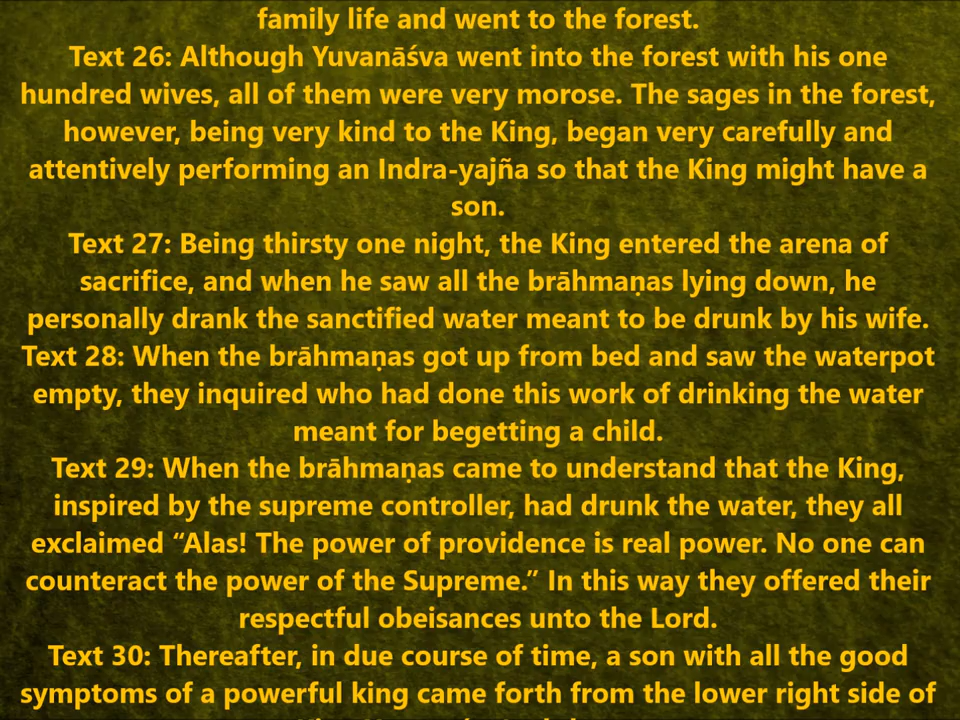 family life and went to the forest.
Text 26: Although Yuvanāśva went into the forest with his one
hundred wives, all of them were very morose. The sages in the forest,
however, being very kind to the King, began very carefully and
attentively performing an Indra-yajña so that the King might have a
son.
Text 27: Being thirsty one night, the King entered the arena of
sacrifice, and when he saw all the brāhmaṇas lying down, he
personally drank the sanctified water meant to be drunk by his wife.
Text 28: When the brāhmaṇas got up from bed and saw the waterpot
empty, they inquired who had done this work of drinking the water
meant for begetting a child.
Text 29: When the brāhmaṇas came to understand that the King,
inspired by the supreme controller, had drunk the water, they all
exclaimed “Alas! The power of providence is real power. No one can
counteract the power of the Supreme.” In this way they offered their
respectful obeisances unto the Lord.
Text 30: Thereafter, in due course of time, a son with all the good
symptoms of a powerful king came forth from the lower right side of